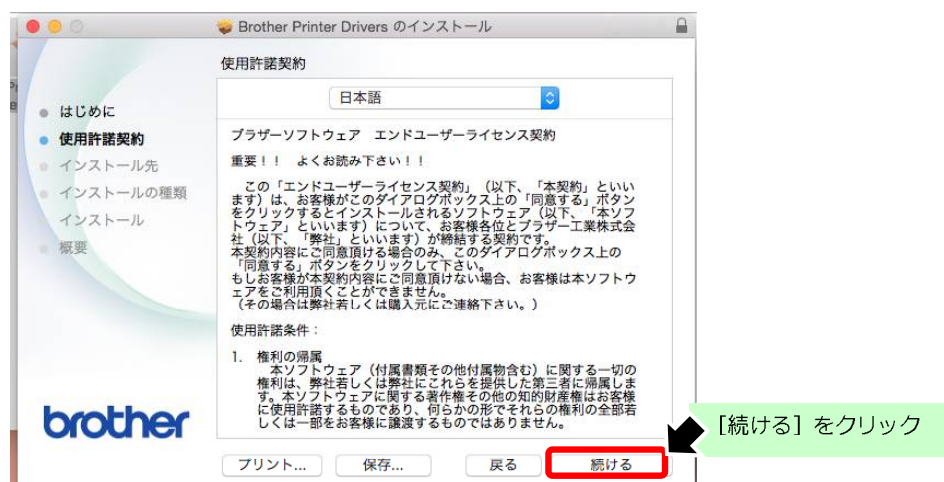 Brother Printer Drivers のインストール
使用許諾契約
日本語
はじめに
使用許諾契約
インストール先
インストールの種類
インストール
概要
ブラザーソフトウェア エンドユーザーライセンス契約
重要!! よくお読み下さい!!
この「エンドユーザーライセンス契約」(以下、「本契約」といい
ます)は、お客様がこのダイアログボックス上の「同意する」ボタン
をクリックするとインストールされるソフトウェア(以下、「本ソフ
トウェア」といいます)について、お客様各位とブラザー工業株式会
社(以下、「弊社」といいます)が締結する契約です。
本契約内容にご同意頂ける場合のみ、このダイアログボックス上の
「同意する」ボタンをクリックして下さい。
もしお客様が本契約内容にご同意頂けない場合、お客様は本ソフトウ
ェアをご利用頂くことができません。
(その場合は弊社若しくは購入元にご連絡下さい。)
使用許諾条件:
1. 権利の帰属
本ソフトウェア(付属書類その他付属物含む)に関する一切の
権利は、弊社若しくは弊社にこれらを提供した第三者に帰属しま
す。本ソフトウェアに関する著作権その他の知的財産権はお客様
に使用許諾するものであり、何らかの形でそれらの権利の全部若
しくは一部をお客様に譲渡するものではありません。
brother
プリント... 保存... 戻る 続ける
[続ける]をクリック